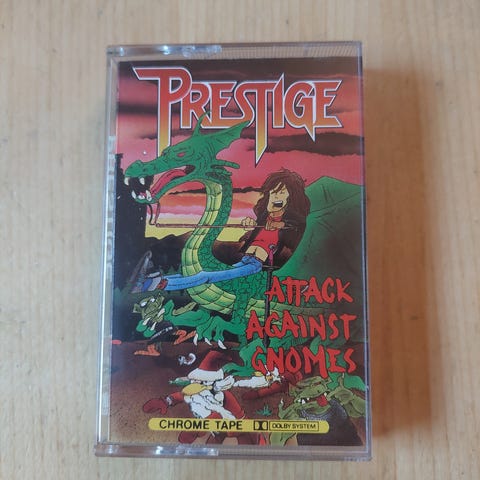 PRESTIGE
ATTACK
AGAINST
GNOMES
CHROME TAPE DOLBY SYSTEM